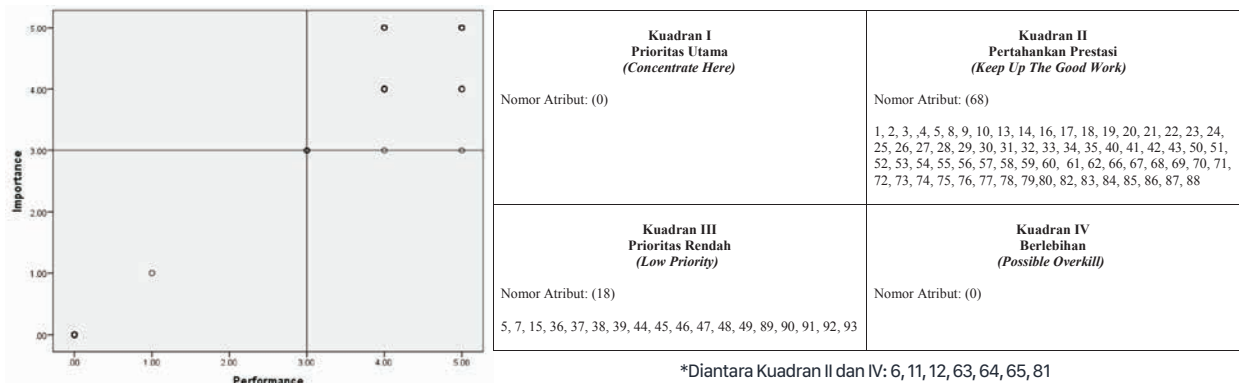 5.00
4.00
3.00
2.00
1.00
.00
Importance
.00 1.00 2.00 3.00 4.00 5.00
Performance
Kuadran I
Prioritas Utama
(Concentrate Here)
Nomor Atribut: (0)
Kuadran II
Pertahankan Prestasi
(Keep Up The Good Work)
Nomor Atribut: (68)
1, 2, 3, ,4, 5, 8, 9, 10, 13, 14, 16, 17, 18, 19, 20, 21, 22, 23, 24,
25, 26, 27, 28, 29, 30, 31, 32, 33, 34, 35, 40, 41, 42, 43, 50, 51,
52, 53, 54, 55, 56, 57, 58, 59, 60, 61, 62, 66, 67, 68, 69, 70, 71,
72, 73, 74, 75, 76, 77, 78, 79,80, 82, 83, 84, 85, 86, 87, 88
Kuadran III
Prioritas Rendah
(Low Priority)
Nomor Atribut: (18)
5, 7, 15, 36, 37, 38, 39, 44, 45, 46, 47, 48, 49, 89, 90, 91, 92, 93
Kuadran IV
Berlebihan
(Possible Overkill)
Nomor Atribut: (0)
*Diantara Kuadran II dan IV: 6, 11, 12, 63, 64, 65, 81